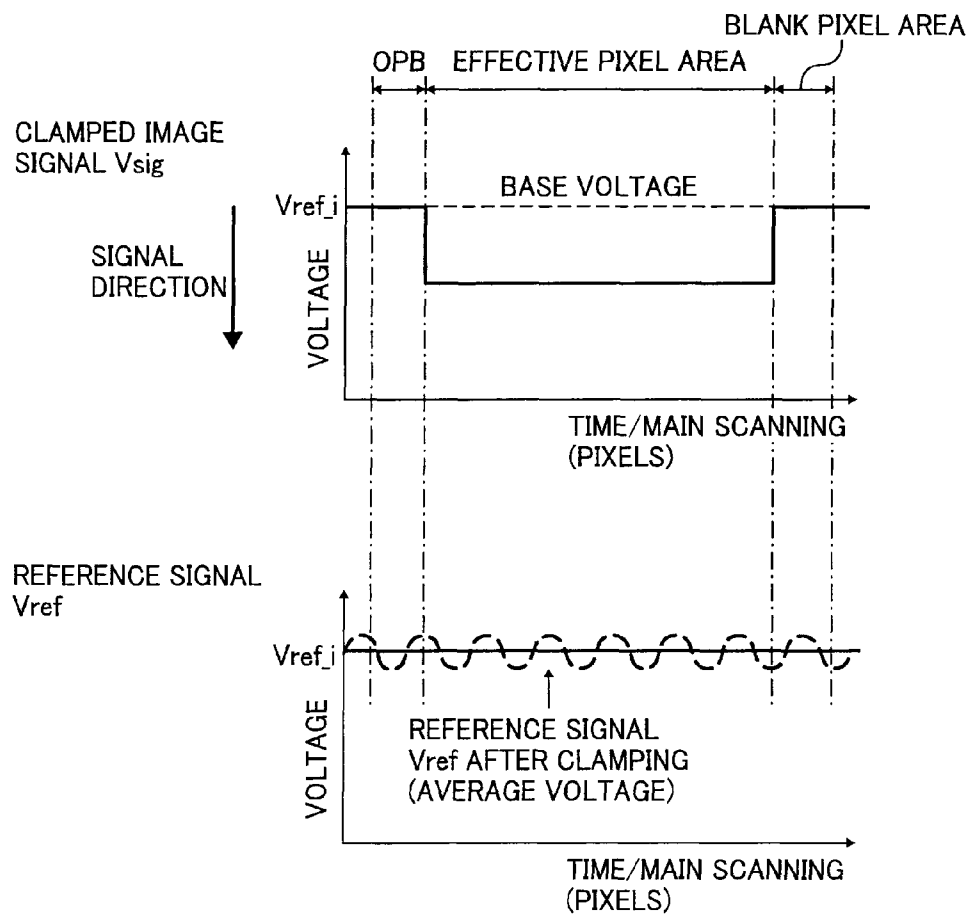 BLANK PIXEL AREA
OPB EFFECTIVE PIXEL AREA
CLAMPED IMAGE
SIGNAL Vsig
BASE VOLTAGE
Vref_i
SIGNAL
DIRECTION
VOLTAGE
TIME/MAIN SCANNING
(PIXELS)
REFERENCE SIGNAL
Vref
Vref_i
REFERENCE SIGNAL
Vref AFTER CLAMPING
(AVERAGE VOLTAGE)
VOLTAGE
TIME/MAIN SCANNING
(PIXELS)